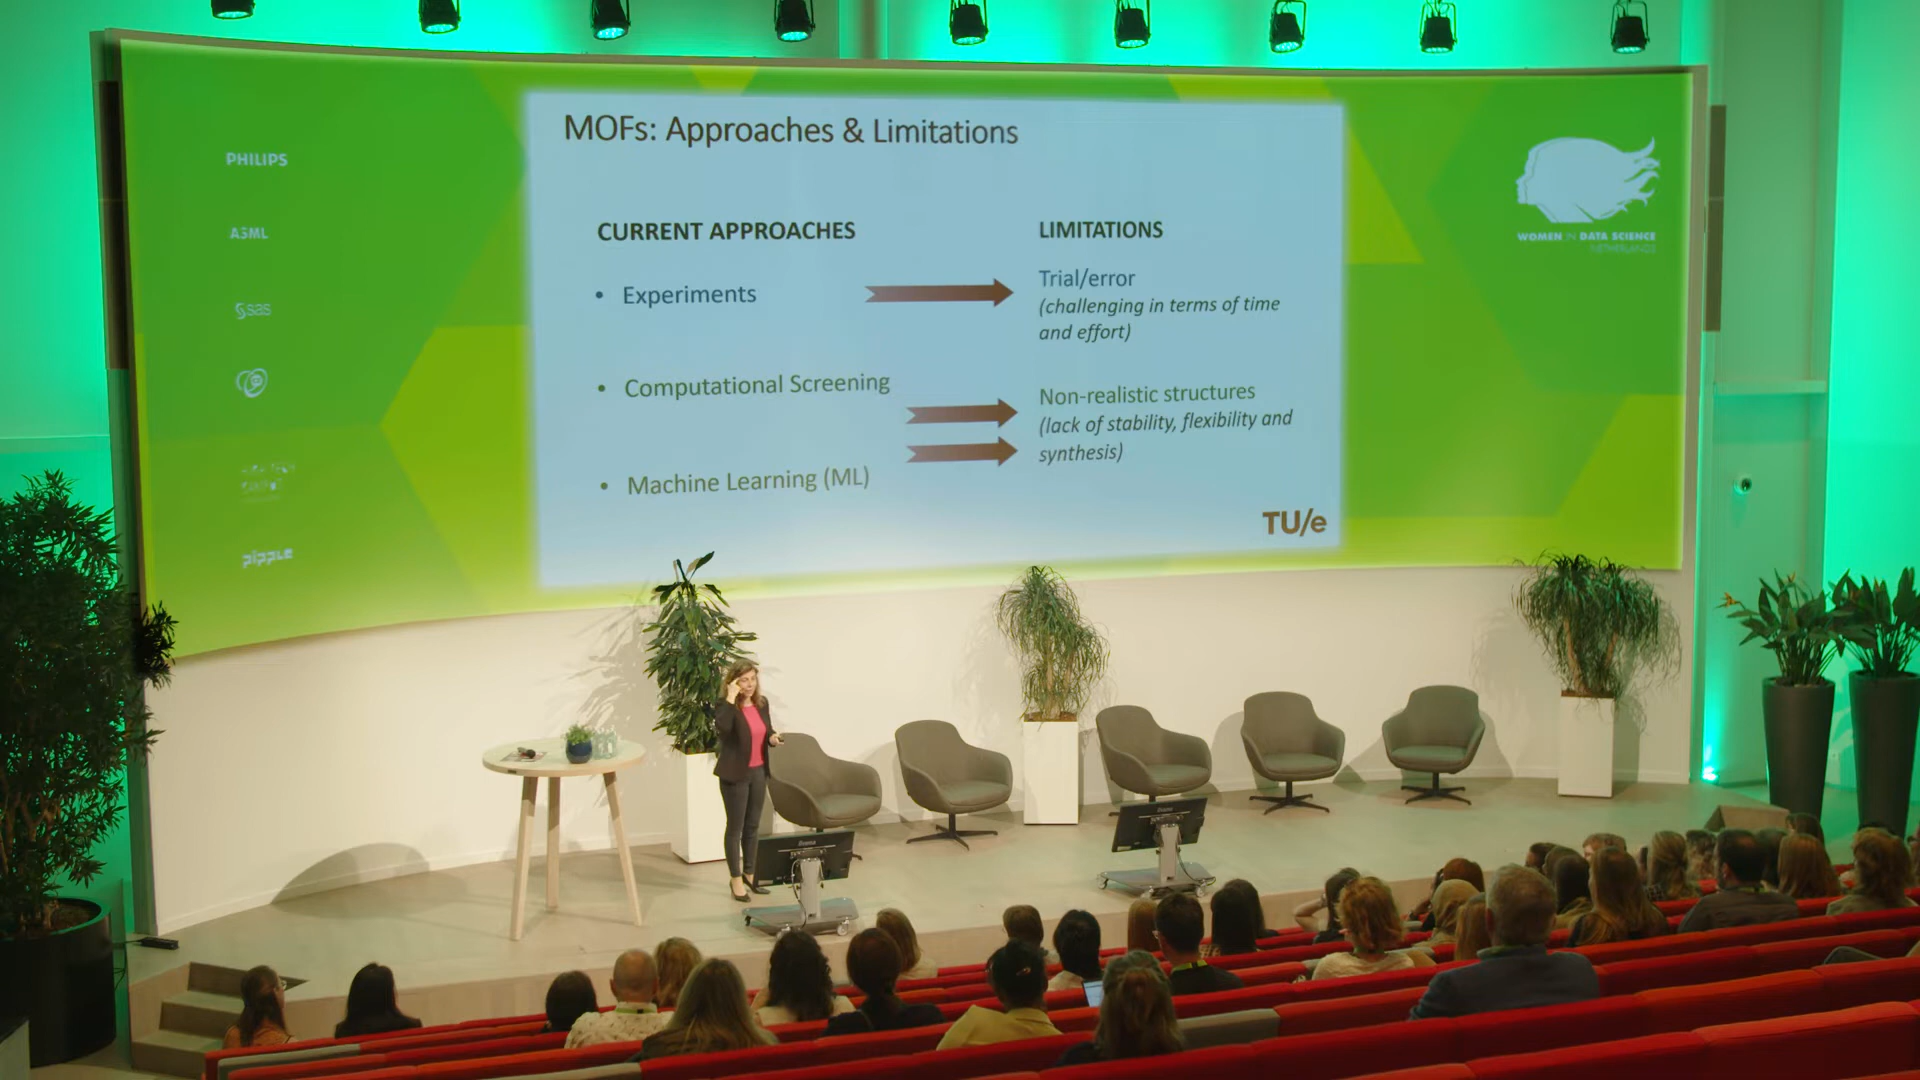 PHILIPS
ASML
sas
pipple
MOFs: Approaches & Limitations
CURRENT APPROACHES
• Experiments
• Computational Screening
• Machine Learning (ML)
LIMITATIONS
Trial/error
(challenging in terms of time
and effort)
Non-realistic structures
(lack of stability, flexibility and
synthesis)
TU/e
WOMEN IN DATA SCIENCE
NETHERLANDS